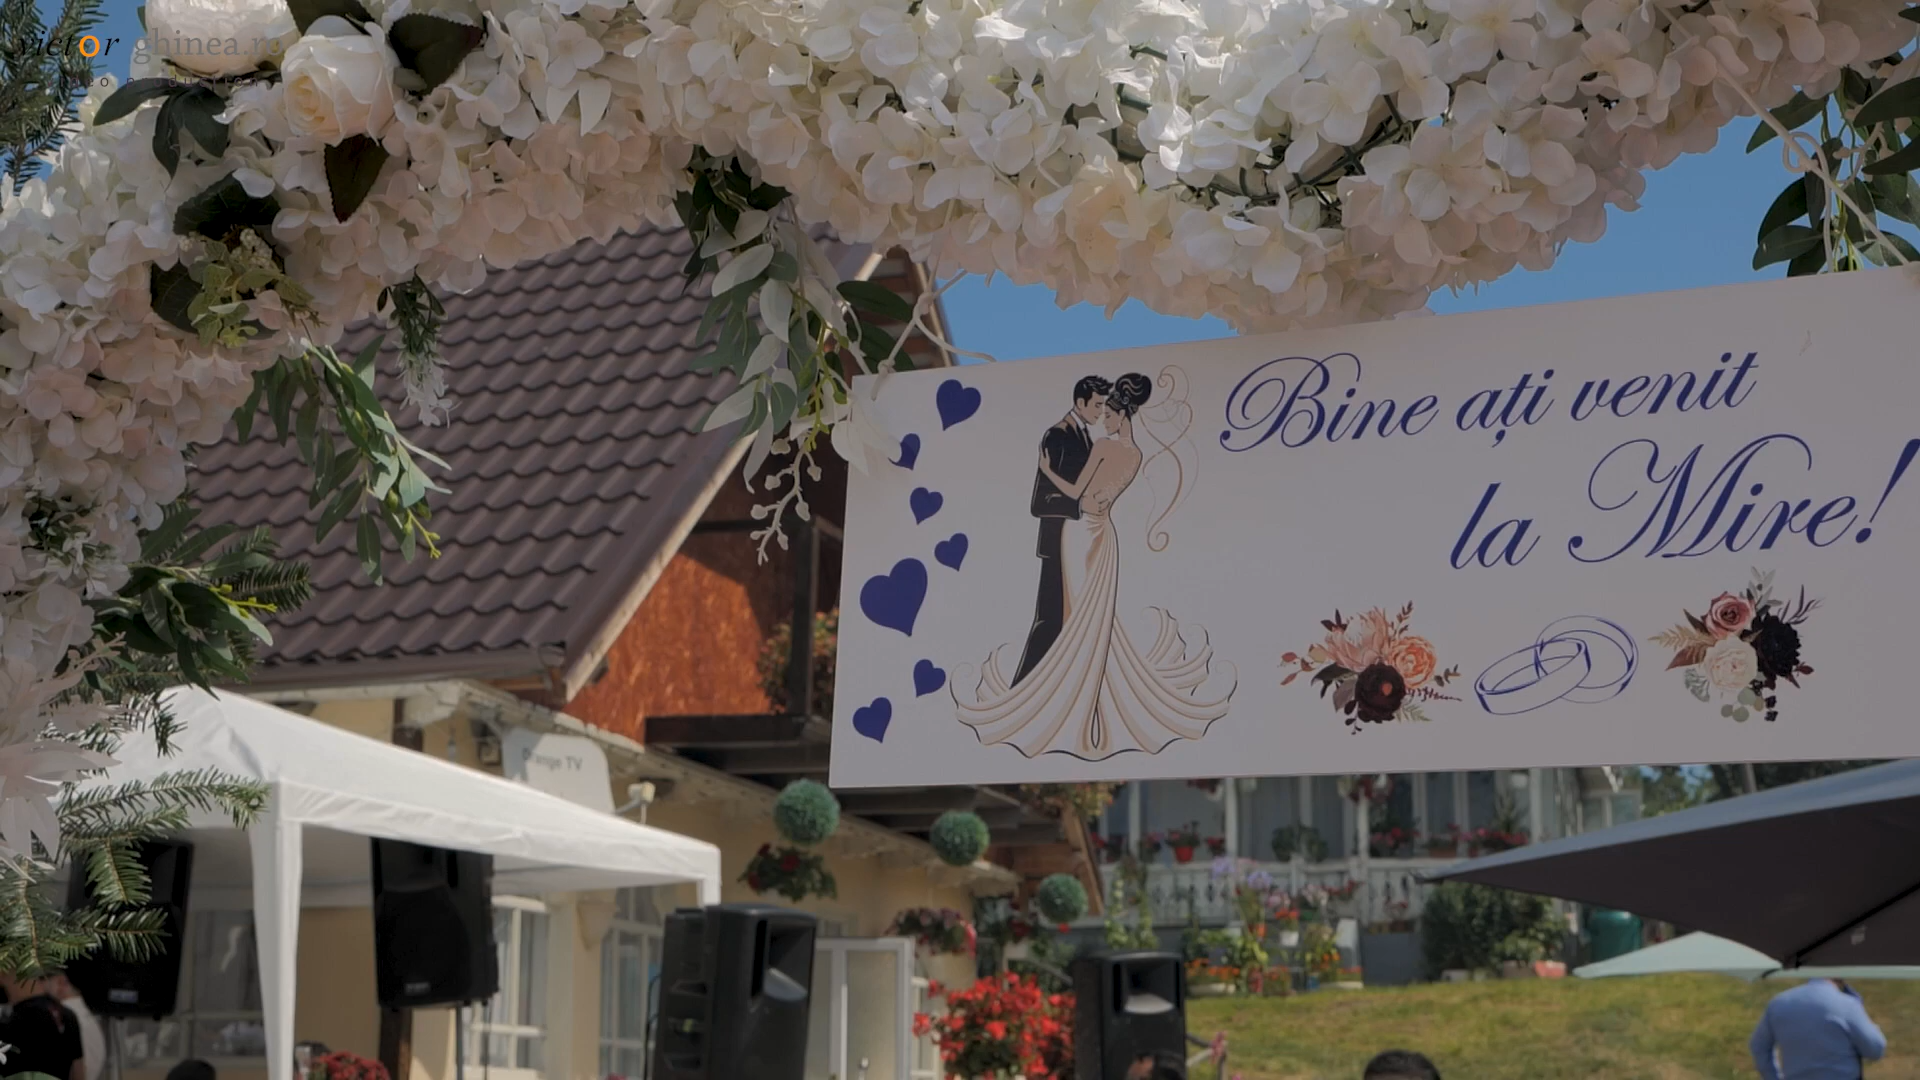 victor ghinea.ro
Bine ați venit
la Mire!
Orange TV